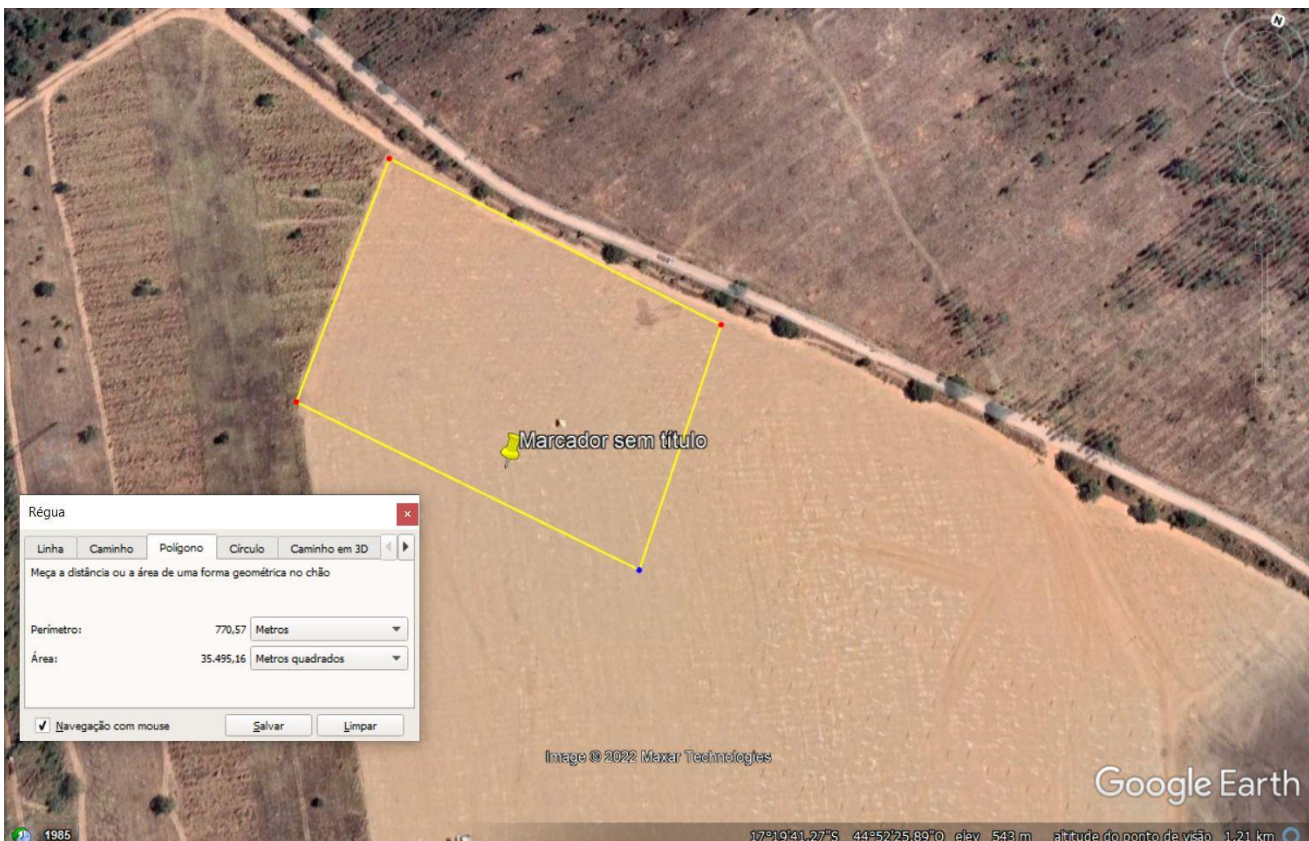 N
Marcador sem título
Régua
Linha Caminho Polígono Círculo Caminho em 3D
Meça a distância ou a área de uma forma geométrica no chão
Perímetro: 770,57 Metros
Área: 35.495,16 Metros quadrados
Navegação com mouse Salvar Limpar
Image © 2022 Maxar Technologies
Google Earth
1985 17°19'41.27"S 44°52'25.89"O elev 543 m altitude do ponto de visão 1.21 km